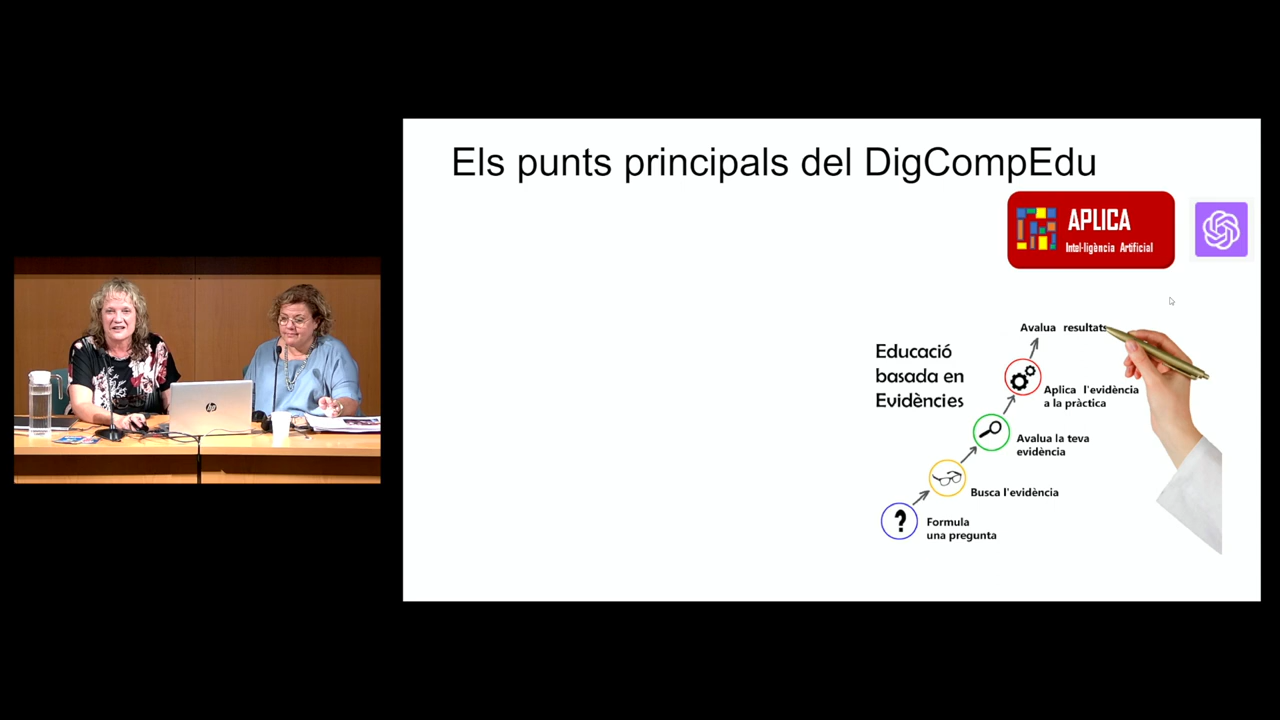 Els punts principals del DigCompEdu
APLICA
Intel·ligència Artificial
Avalua resultats
Educació
basada en
Evidències
Aplica l'evidència
a la pràctica
Avalua la teva
evidència
Busca l'evidència
?
Formula
una pregunta
hp